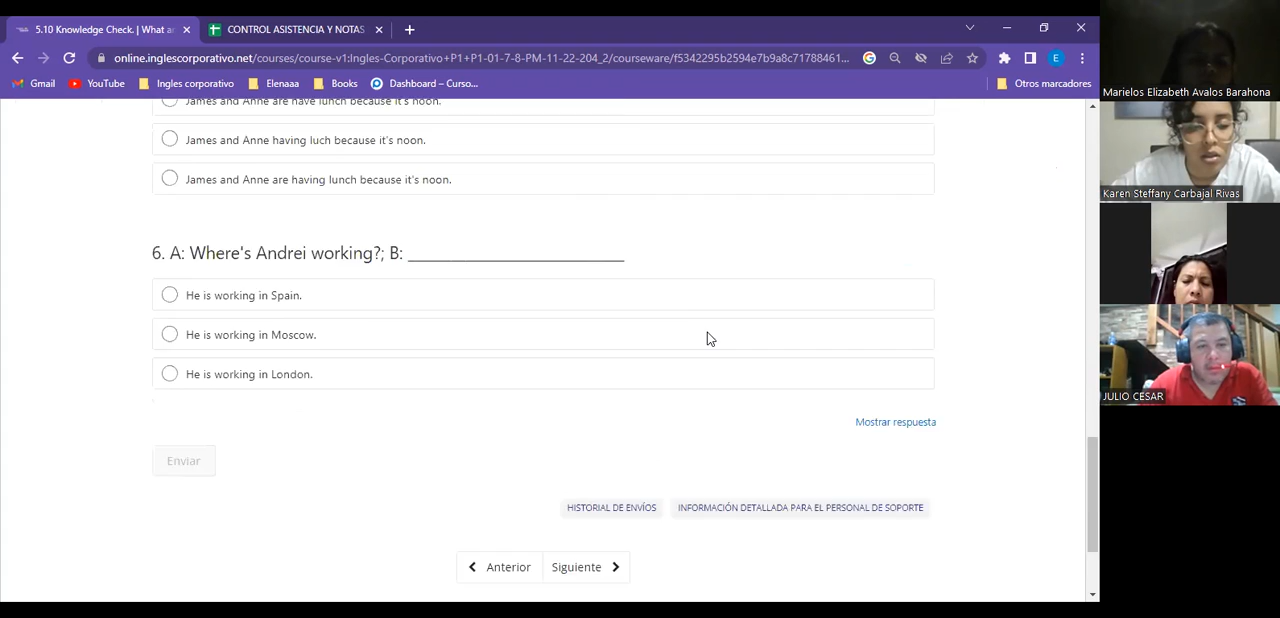 5.10 Knowledge Check. | What a
CONTROL ASISTENCIA Y NOTAS
online.inglescorporativo.net/courses/course-v1:Ingles-Corporativo+P1+P1-01-7-8-PM-11-22-204_2/courseware/f5342295b2594e7b9a8c71788461...
E
Gmail
YouTube
Ingles corporativo
Elenaaa
Books
Dashboard – Curso...
Otros marcadores
James and Anne are have lunch because it's noon.
James and Anne having luch because it's noon.
James and Anne are having lunch because it's noon.
6. A: Where's Andrei working?; B: ____________________________
He is working in Spain.
He is working in Moscow.
He is working in London.
Mostrar respuesta
Enviar
HISTORIAL DE ENVÍOS
INFORMACIÓN DETALLADA PARA EL PERSONAL DE SOPORTE
Anterior
Siguiente
Marielos Elizabeth Avalos Barahona
Karen Steffany Carbajal Rivas
JULIO CESAR